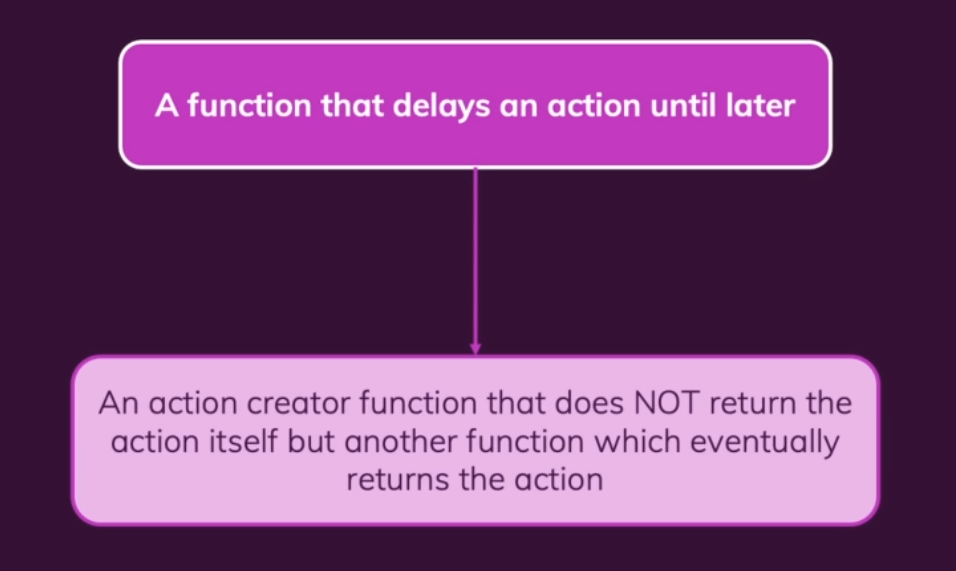 A function that delays an action until later
An action creator function that does NOT return the
action itself but another function which eventually
returns the action